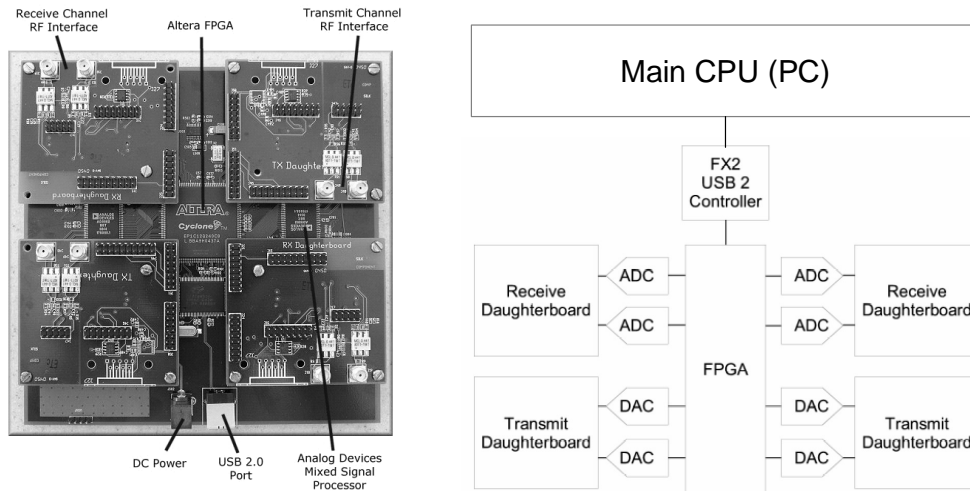 Receive Channel
RF Interface
Altera FPGA
Transmit Channel
RF Interface
TX Daughter
RX Daughterboard
ALTERA
Cyclone
RX Daughterboard
TX Daughter
DC Power
USB 2.0
Port
Analog Devices
Mixed Signal
Processor
Main CPU (PC)
FX2
USB 2
Controller
Receive
Daughterboard
ADC
ADC
FPGA
ADC
ADC
Receive
Daughterboard
Transmit
Daughterboard
DAC
DAC
DAC
DAC
Transmit
Daughterboard